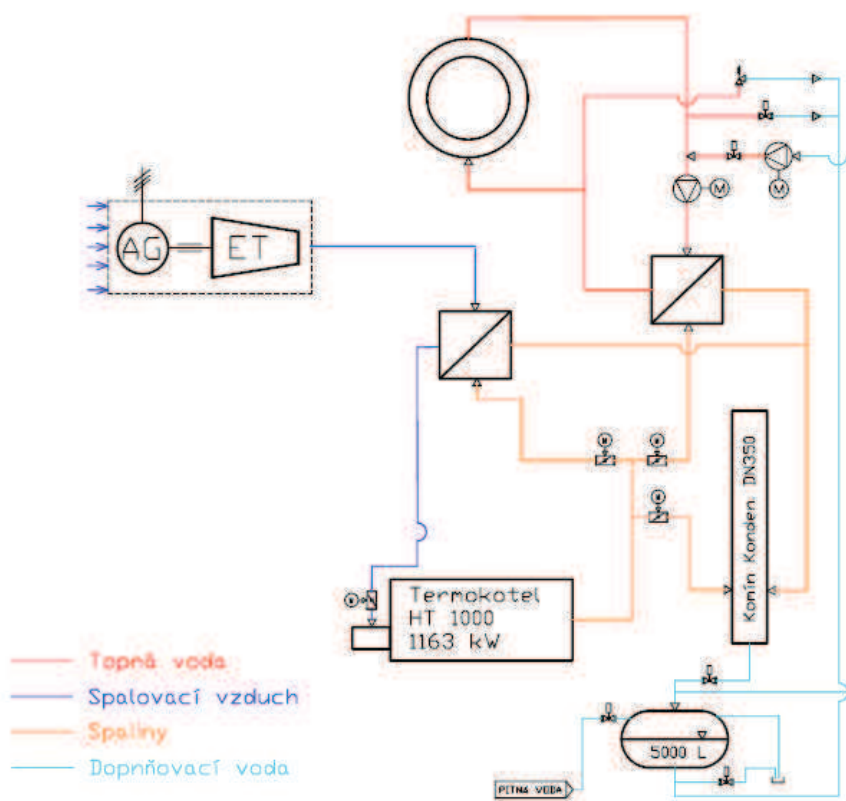 AG
ET
M
M
Komín Konden DN350
Termokotel
HT 1000
1163 kW
Topná voda
Spalovací vzduch
Spaliny
Dopnňovací voda
5000 L
PITNÁ VODA